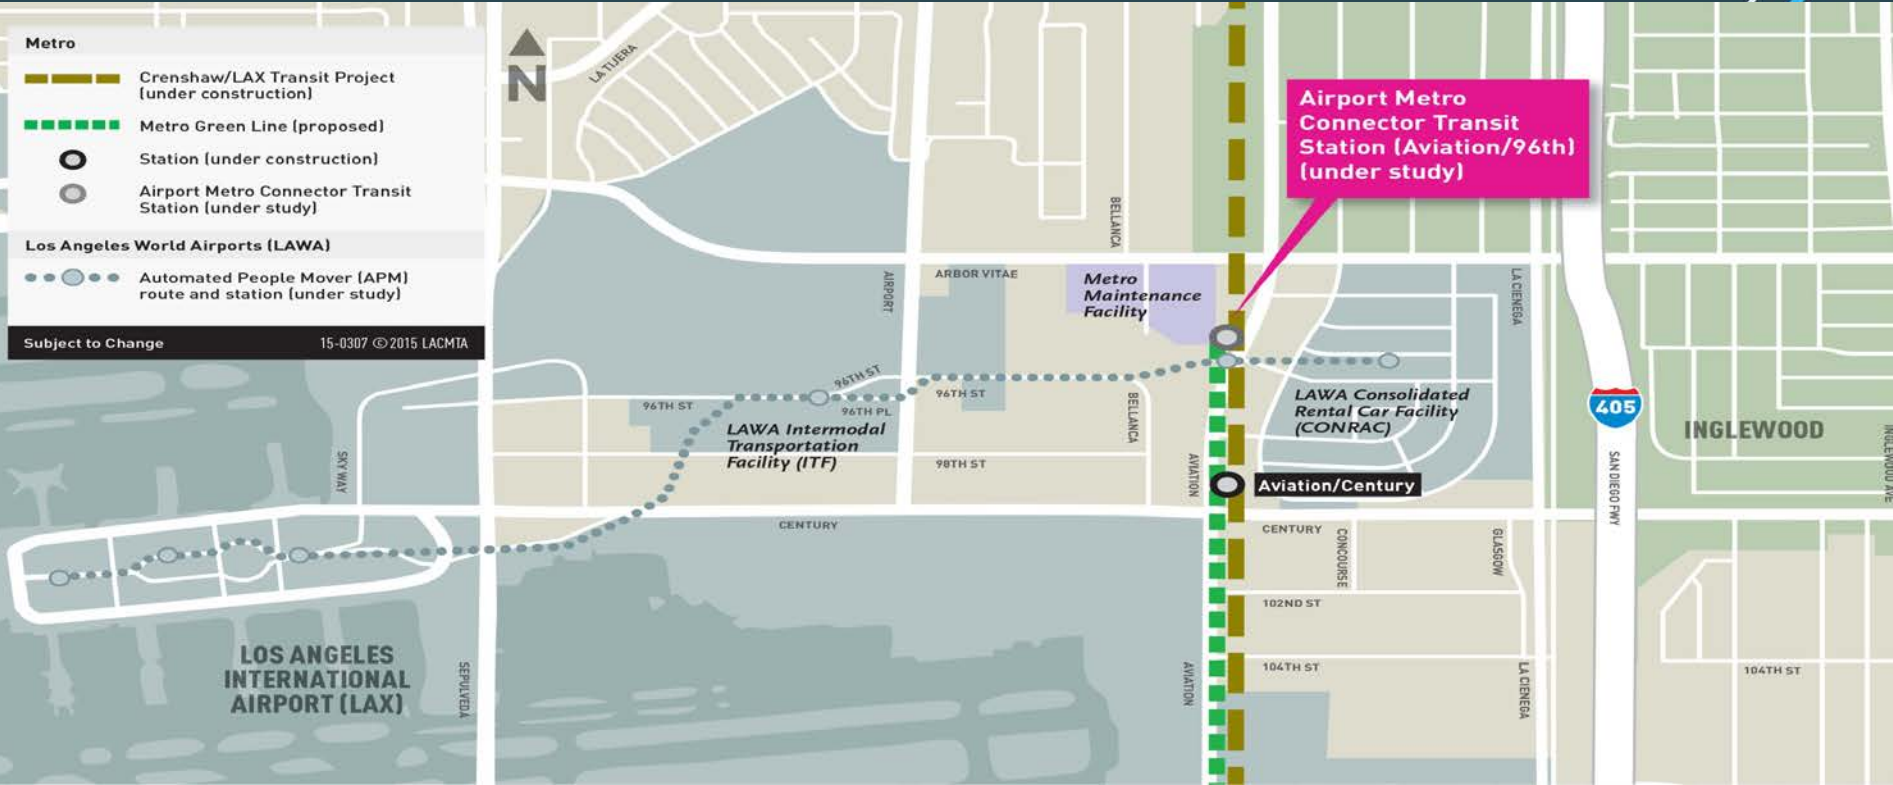 Metro
Crenshaw/LAX Transit Project
(under construction)
Metro Green Line (proposed)
Station (under construction)
Airport Metro Connector Transit
Station (under study)
Los Angeles World Airports (LAWA)
Automated People Mover (APM)
route and station (under study)
Subject to Change
15-0307 ©2015 LACMTA
N
LA TIJERA
Airport Metro
Connector Transit
Station (Aviation/96th)
(under study)
BELLANCA
ARBOR VITAE
AIRPORT
Metro
Maintenance
Facility
LA CIENEGA
96TH ST
96TH ST
96TH PL
96TH ST
BELLANCA
LAWA Intermodal
Transportation
Facility (ITF)
LAWA Consolidated
Rental Car Facility
(CONRAC)
405
INGLEWOOD
INGLEWOOD AVE
SKY WAY
98TH ST
AVIATION
Aviation/Century
SAN DIEGO FWY
CENTURY
CENTURY
CONCOURSE
GLASGOW
102ND ST
LOS ANGELES
INTERNATIONAL
AIRPORT (LAX)
SEPULVEDA
AVIATION
104TH ST
LA CIENEGA
104TH ST